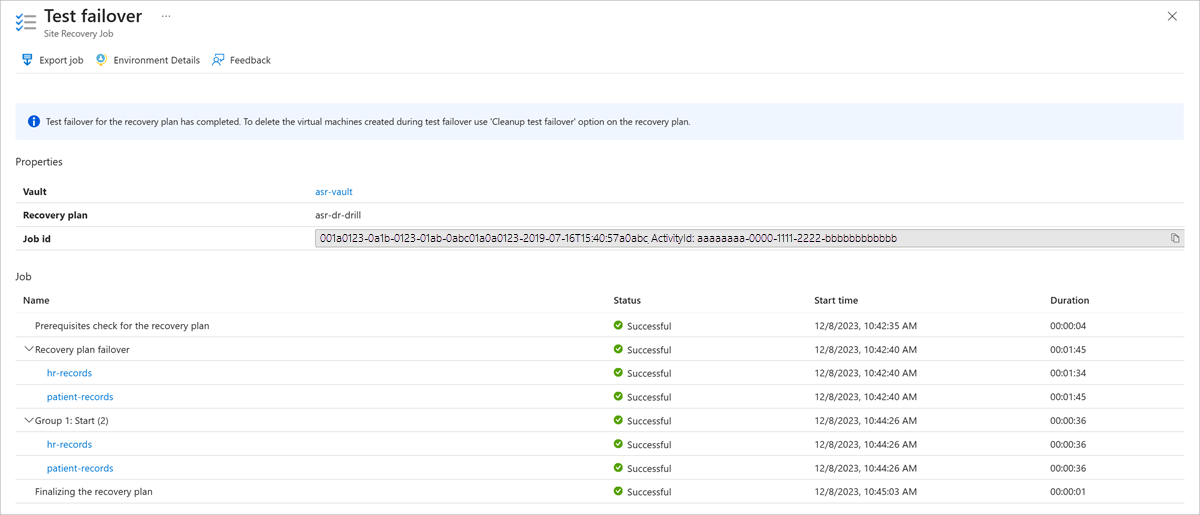 Test failover ...
Site Recovery Job
Export job Environment Details Feedback
Test failover for the recovery plan has completed. To delete the virtual machines created during test failover use 'Cleanup test failover' option on the recovery plan.
Properties
Vault asr-vault
Recovery plan asr-dr-drill
Job id 001a0123-0a1b-0123-01ab-0abc01a0a0123-2019-07-16T15:40:57a0abc ActivityId: aaaaaaaa-0000-1111-2222-bbbbbbbbbbbb
Job
Name Status Start time Duration
Prerequisites check for the recovery plan Successful 12/8/2023, 10:42:35 AM 00:00:04
Recovery plan failover Successful 12/8/2023, 10:42:40 AM 00:01:45
hr-records Successful 12/8/2023, 10:42:40 AM 00:01:34
patient-records Successful 12/8/2023, 10:42:40 AM 00:01:45
Group 1: Start (2) Successful 12/8/2023, 10:44:26 AM 00:00:36
hr-records Successful 12/8/2023, 10:44:26 AM 00:00:36
patient-records Successful 12/8/2023, 10:44:26 AM 00:00:36
Finalizing the recovery plan Successful 12/8/2023, 10:45:03 AM 00:00:01